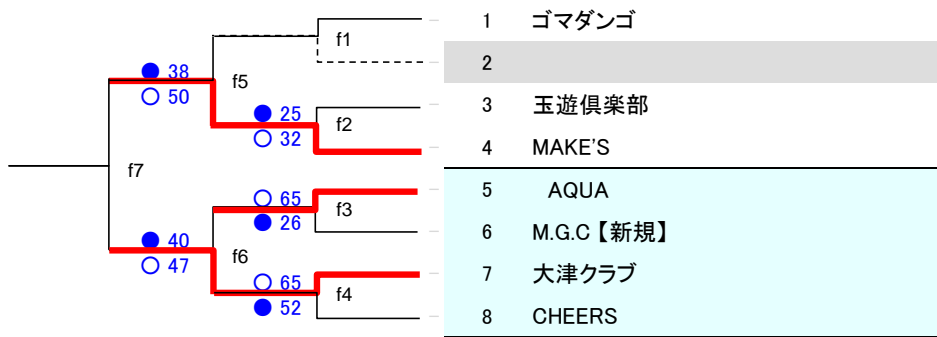 f1
1 ゴマダンゴ
2
● 38
○ 50
f5
● 25
○ 32
f2
3 玉遊倶楽部
4 MAKE'S
f7
○ 65
● 26
f3
5 AQUA
6 M.G.C【新規】
● 40
○ 47
f6
○ 65
● 52
f4
7 大津クラブ
8 CHEERS